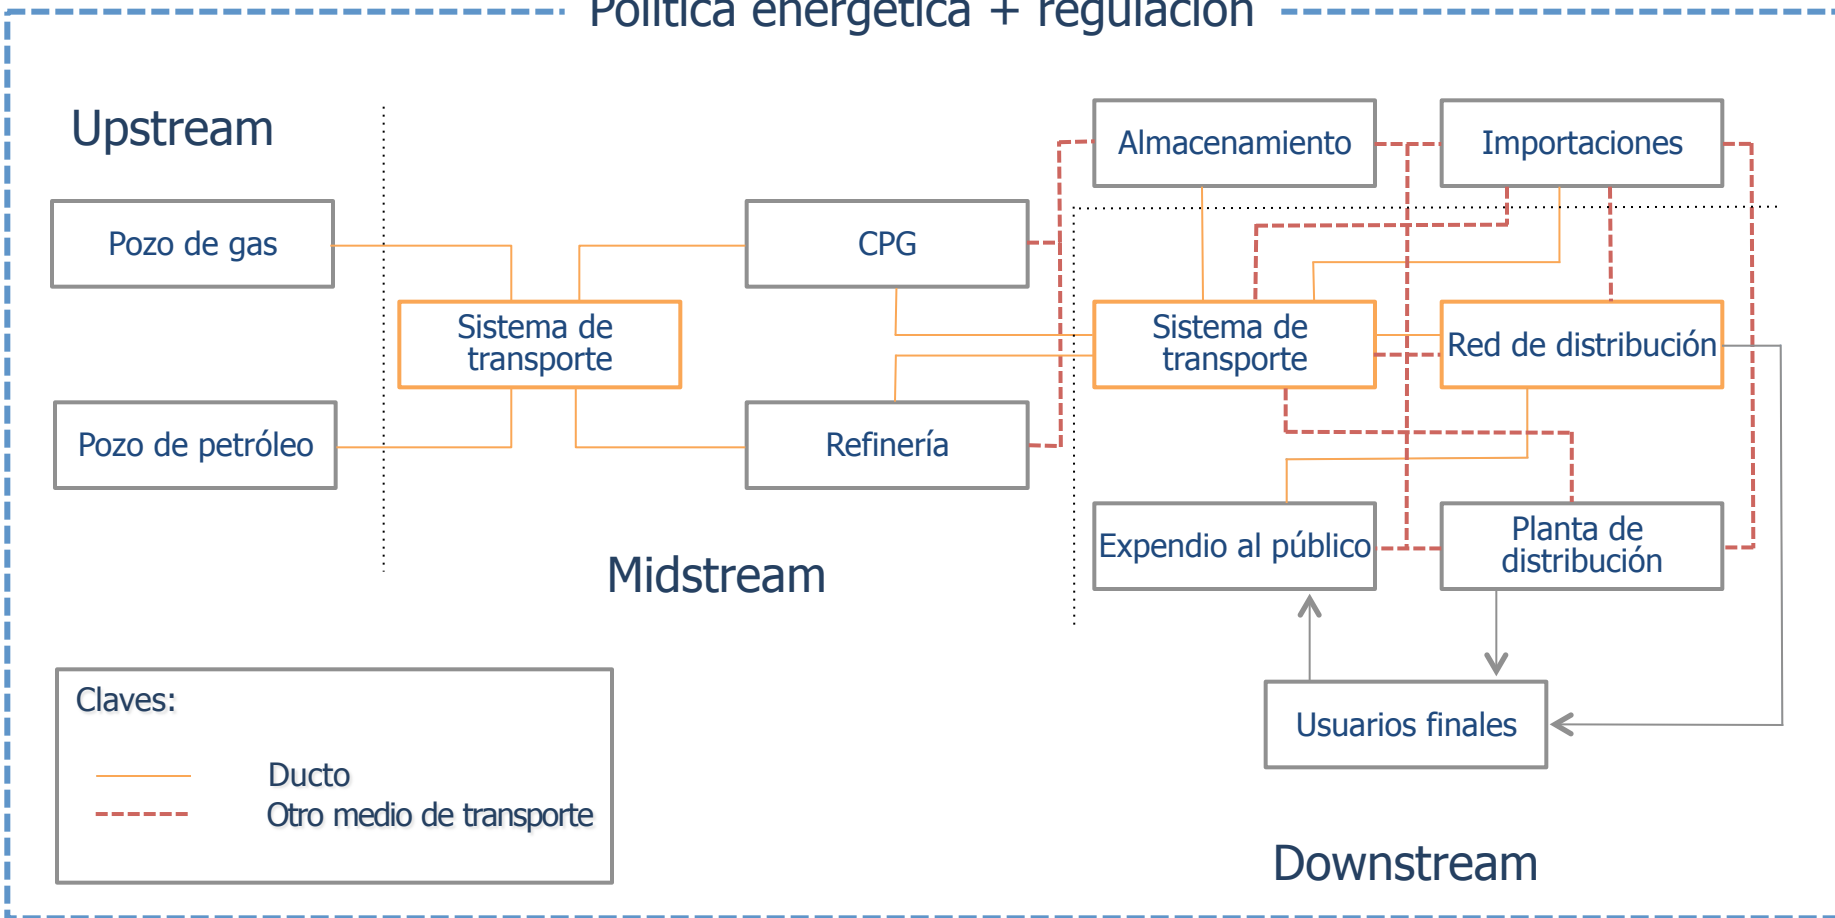 Política energética + regulación
Upstream
Almacenamiento
Importaciones
Pozo de gas
CPG
Sistema de
transporte
Sistema de
transporte
Red de distribución
Pozo de petróleo
Refinería
Expendio al público
Planta de
distribución
Midstream
Claves:
Usuarios finales
Ducto
Otro medio de transporte
Downstream